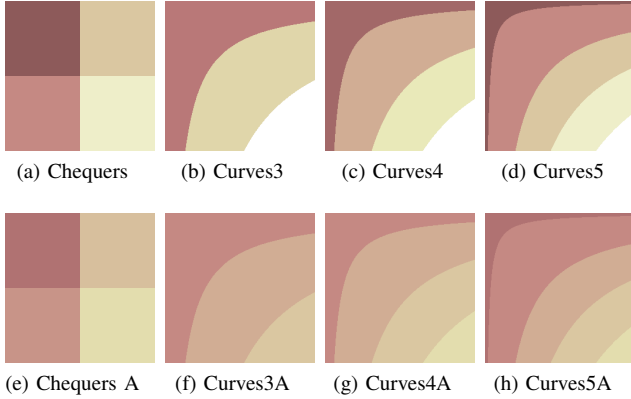 (a) Chequers (b) Curves3 (c) Curves4 (d) Curves5
(e) Chequers A (f) Curves3A (g) Curves4A (h) Curves5A